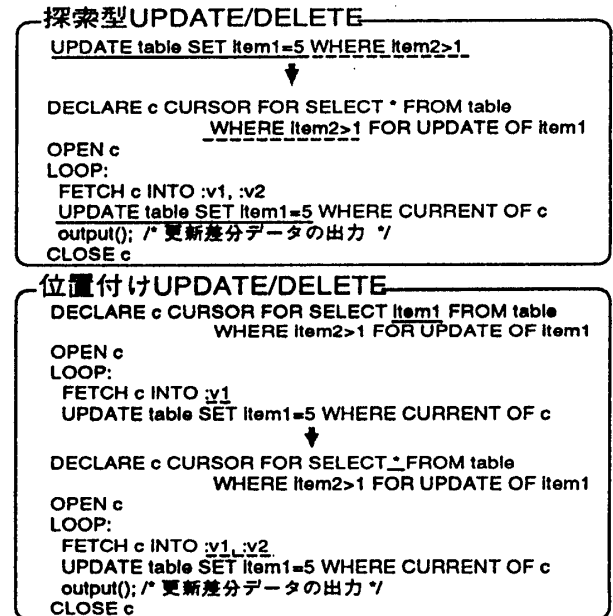 探索型UPDATE/DELETE
UPDATE table SET item1=5 WHERE item2>1
DECLARE c CURSOR FOR SELECT * FROM table
WHERE item2>1 FOR UPDATE OF item1
OPEN c
LOOP:
FETCH c INTO :v1, :v2
UPDATE table SET item1=5 WHERE CURRENT OF c
output(); /* 更新差分データの出力 */
CLOSE c
位置付けUPDATE/DELETE
DECLARE c CURSOR FOR SELECT item1 FROM table
WHERE item2>1 FOR UPDATE OF item1
OPEN c
LOOP:
FETCH c INTO :v1
UPDATE table SET item1=5 WHERE CURRENT OF c
DECLARE c CURSOR FOR SELECT * FROM table
WHERE item2>1 FOR UPDATE OF item1
OPEN c
LOOP:
FETCH c INTO :v1, :v2
UPDATE table SET item1=5 WHERE CURRENT OF c
output(); /* 更新差分データの出力 */
CLOSE c